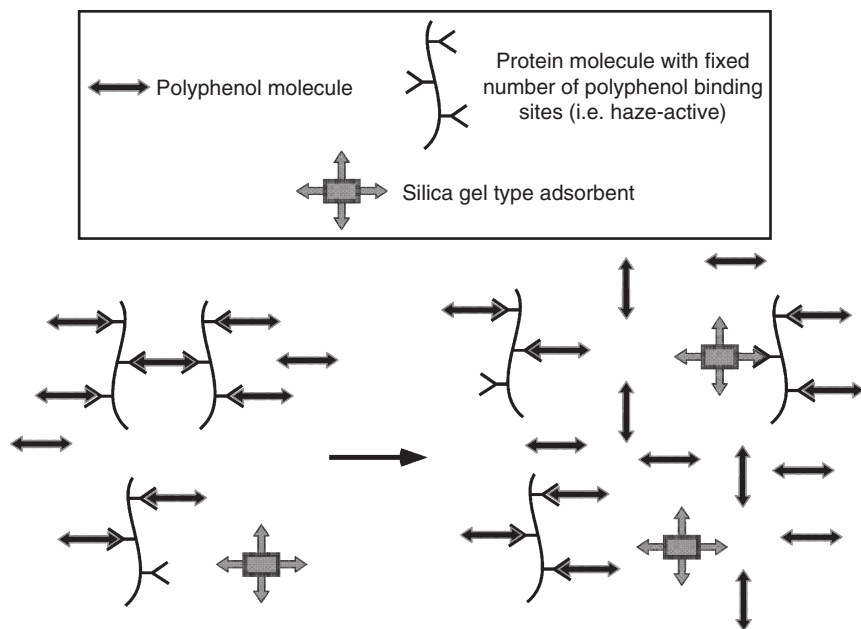 Polyphenol molecule
Protein molecule with fixed
number of polyphenol binding
sites (i.e. haze-active)
Silica gel type adsorbent